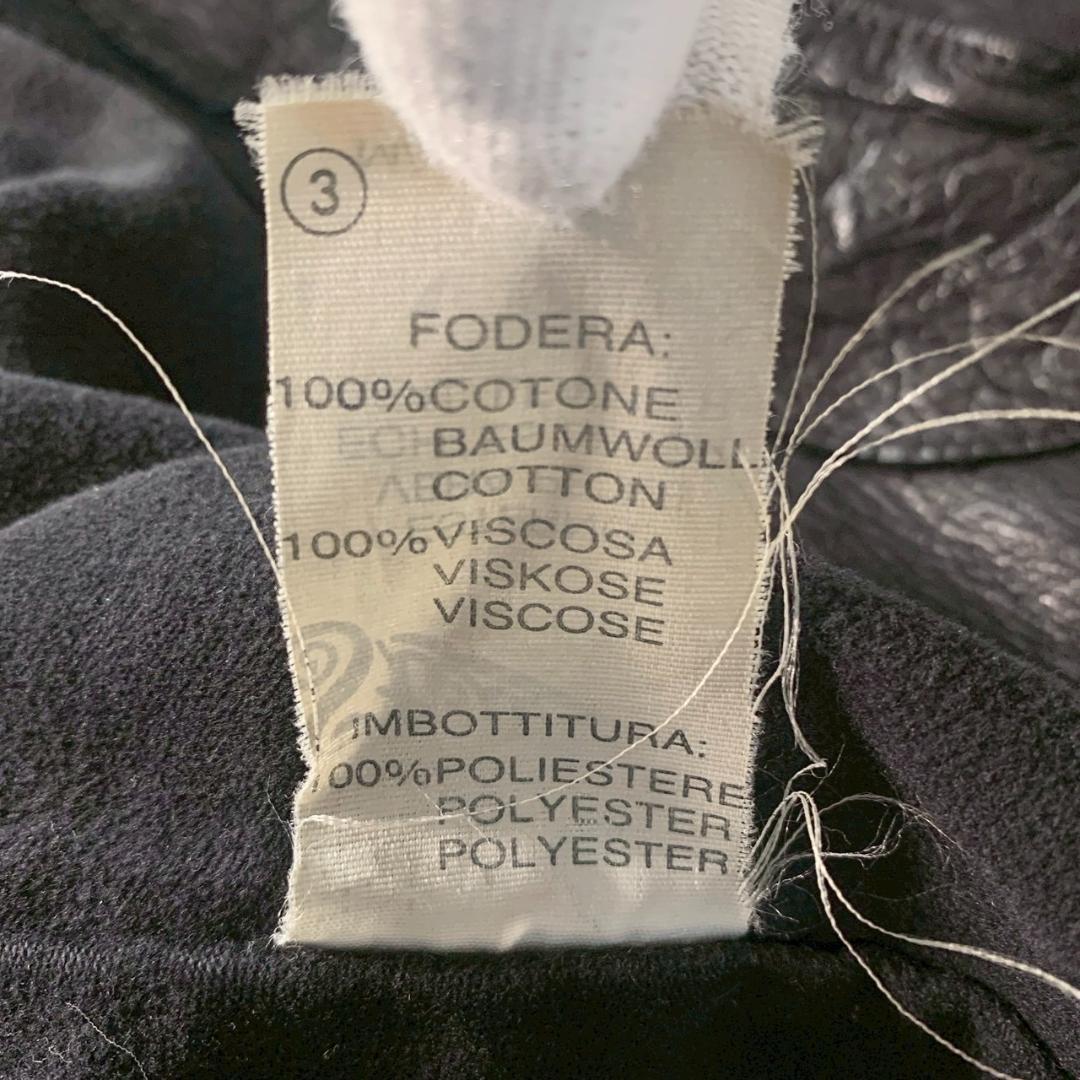 3
FODERA:
100% COTONE
BAUMWOLL
COTTON
100% VISCOSA
VISKOSE
VISCOSE
IMBOTTITURA:
100% POLIESTERE
POLYESTER
POLYESTER